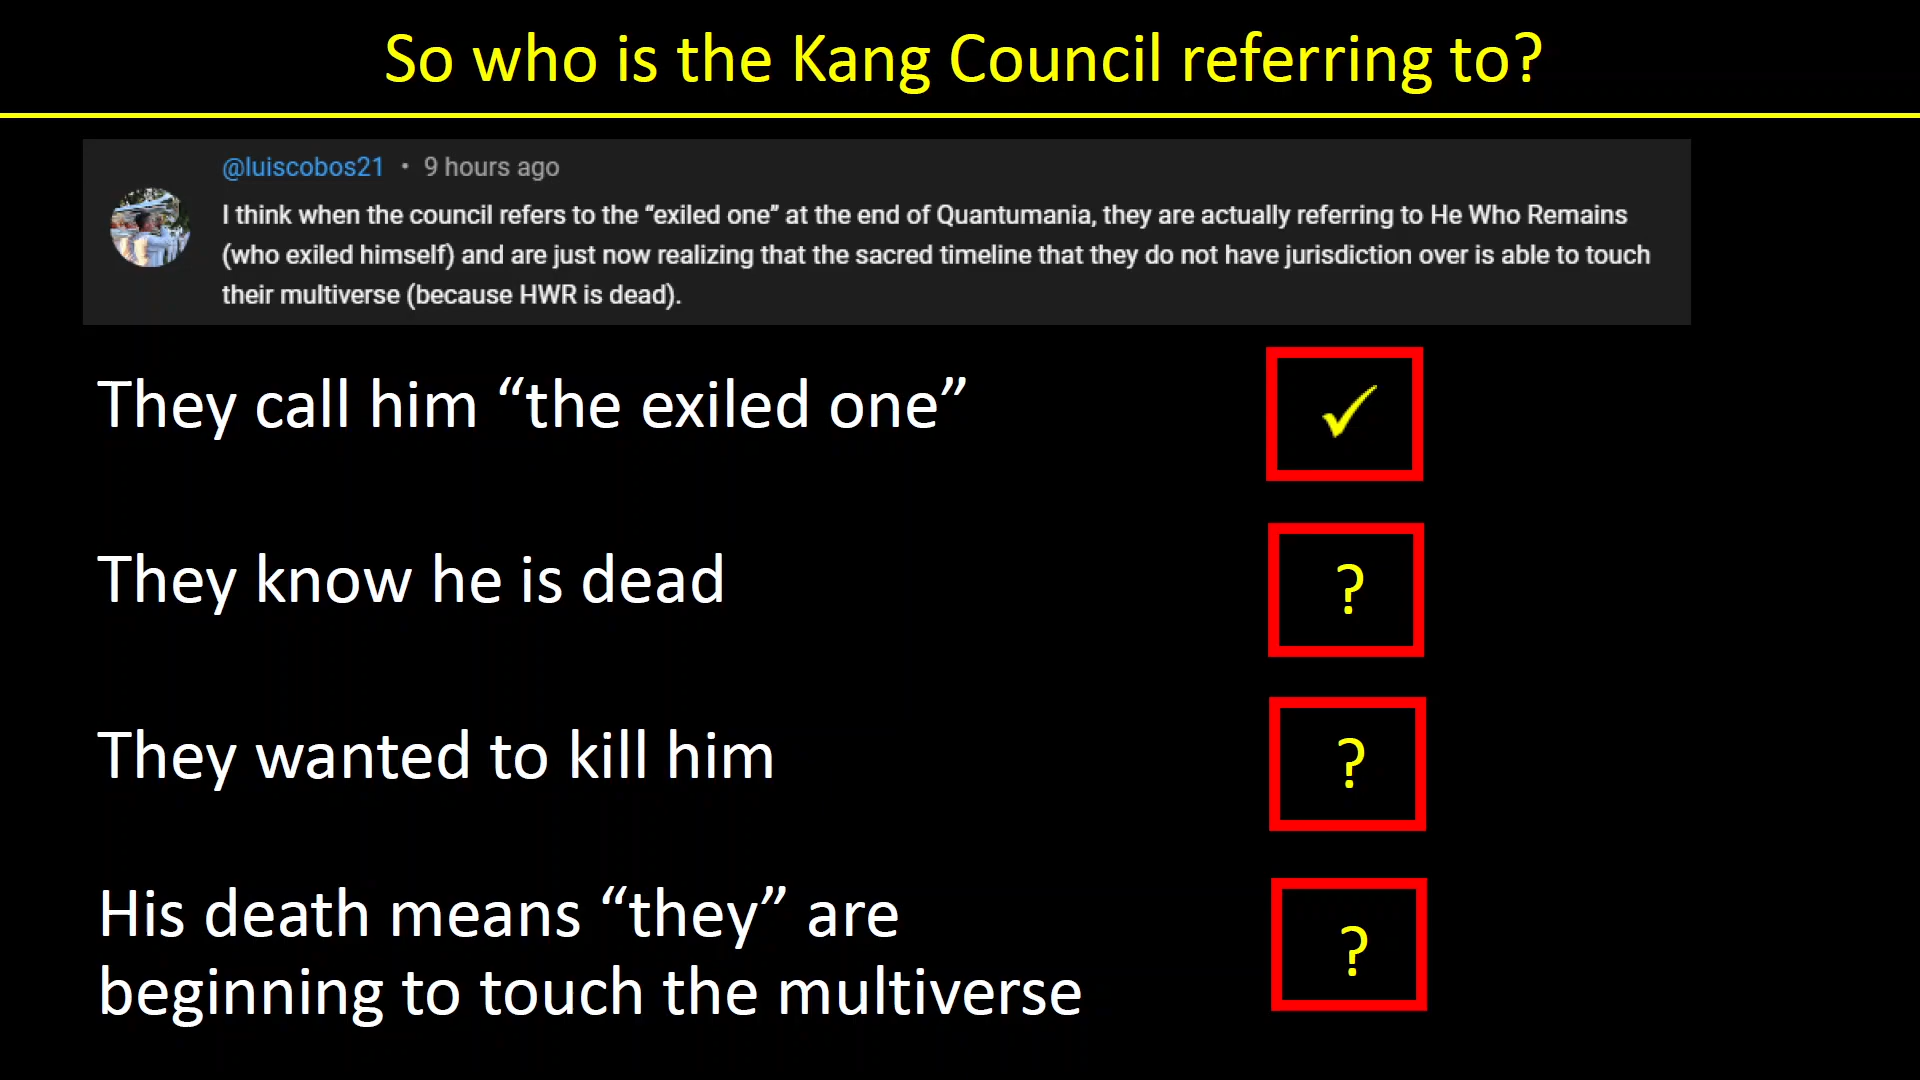 So who is the Kang Council referring to?
@luiscobos21 • 9 hours ago
I think when the council refers to the “exiled one” at the end of Quantumania, they are actually referring to He Who Remains
(who exiled himself) and are just now realizing that the sacred timeline that they do not have jurisdiction over is able to touch
their multiverse (because HWR is dead).
They call him “the exiled one” ✓
They know he is dead ?
They wanted to kill him ?
His death means “they” are
beginning to touch the multiverse ?